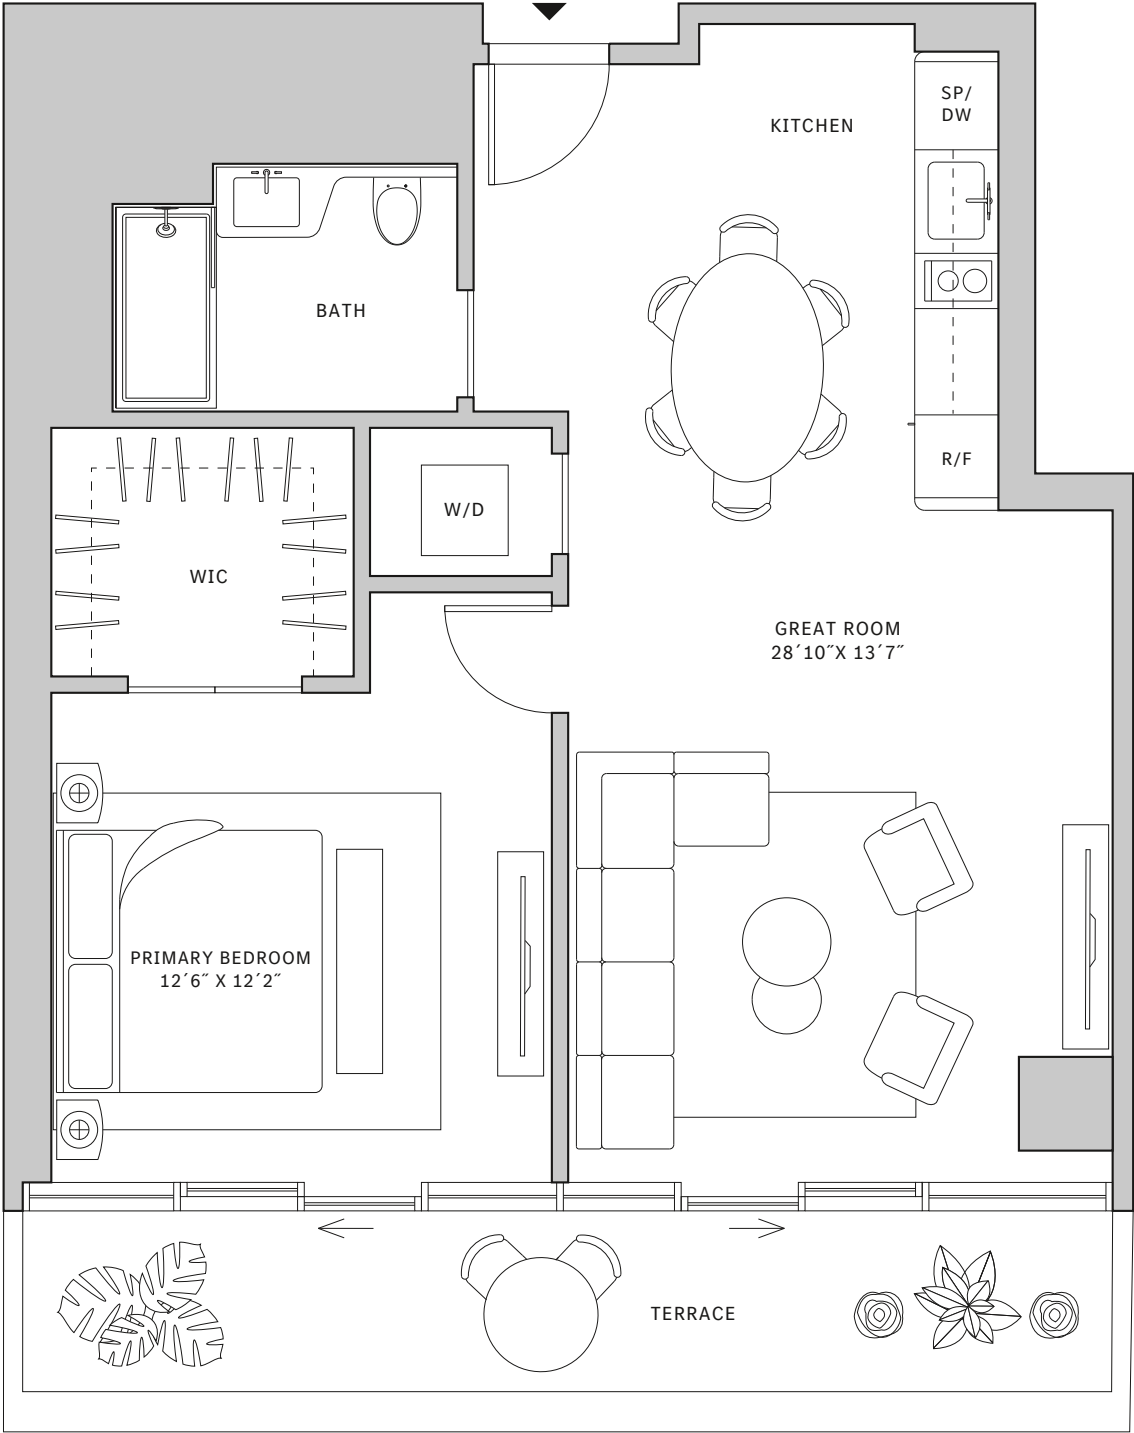 SP/
DW
KITCHEN
BATH
R/F
W/D
WIC
GREAT ROOM
28´10˝X 13´7˝
PRIMARY BEDROOM
12´6˝ X 12´2˝
TERRACE